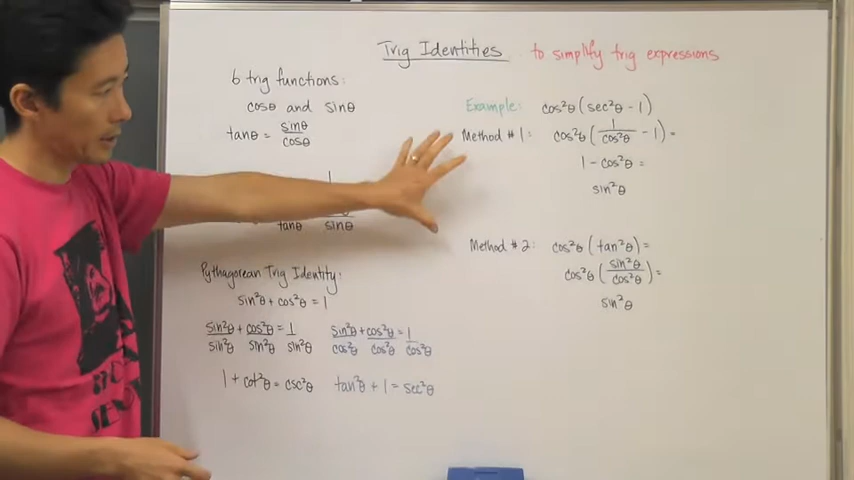 Trig Identities to simplify trig expressions
6 trig functions:
cosθ and sinθ
tanθ = sinθ/cosθ
1
tanθ sinθ
Pythagorean Trig Identity:
sin²θ + cos²θ = 1
sin²θ/sin²θ + cos²θ/sin²θ = 1/sin²θ
sin²θ/cos²θ + cos²θ/cos²θ = 1/cos²θ
1 + cot²θ = csc²θ
tan²θ + 1 = sec²θ
Example: cos²θ(sec²θ - 1)
Method #1: cos²θ(1/cos²θ - 1) =
1 - cos²θ =
sin²θ
Method #2: cos²θ(tan²θ) =
cos²θ(sin²θ/cos²θ) =
sin²θ